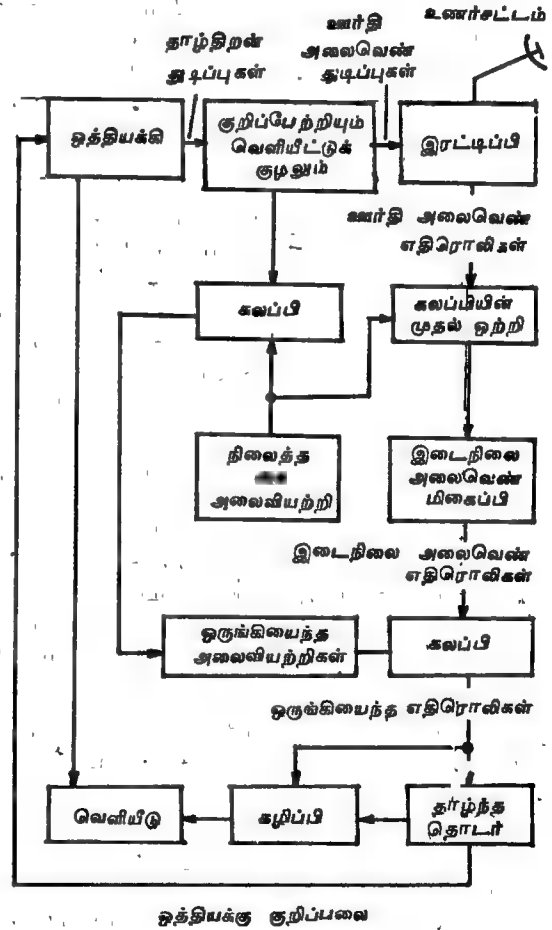 உணர்சட்டம்
தாழ்திறன்
துடிப்புகள்
ஊர்தி
அலைவெண்
துடிப்புகள்
ஒத்தியக்கி
குறிப்பேற்றியும்
வெளியீட்டுக்
குழலும்
இரட்டிப்பி
ஊர்தி அலைவெண்
எதிரொலிகள்
கலப்பி
கலப்பியின்
முதல் ஒற்றி
நிலைத்த
அலைவியற்றி
இடைநிலை
அலைவெண்
மிகைப்பி
இடைநிலை அலைவெண்
எதிரொலிகள்
ஒருங்கியைந்த
அலைவியற்றிகள்
கலப்பி
ஒருங்கியைந்த எதிரொலிகள்
வெளியீடு
கழிப்பி
தாழ்ந்த
தொடர்
ஒத்தியக்கு குறிப்பலை